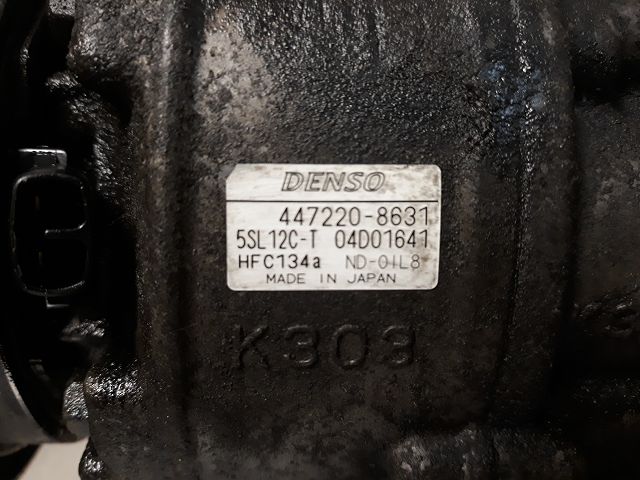 DENSO
447220-8631
5SL12C-T 04D01641
HFC134a ND-OIL8
MADE IN JAPAN
K303